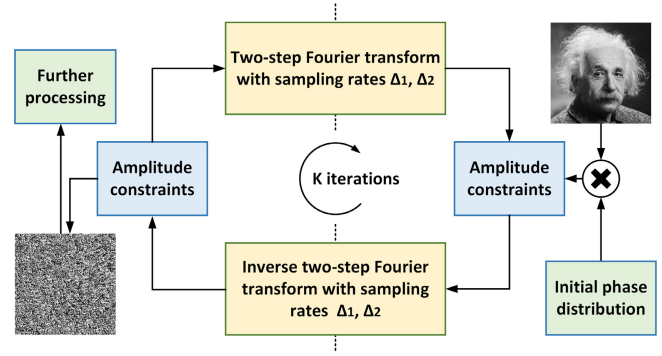 Two-step Fourier transform
with sampling rates Δ1, Δ2
Further
processing
Amplitude
constraints
K iterations
Amplitude
constraints
Inverse two-step Fourier
transform with sampling
rates Δ1, Δ2
Initial phase
distribution